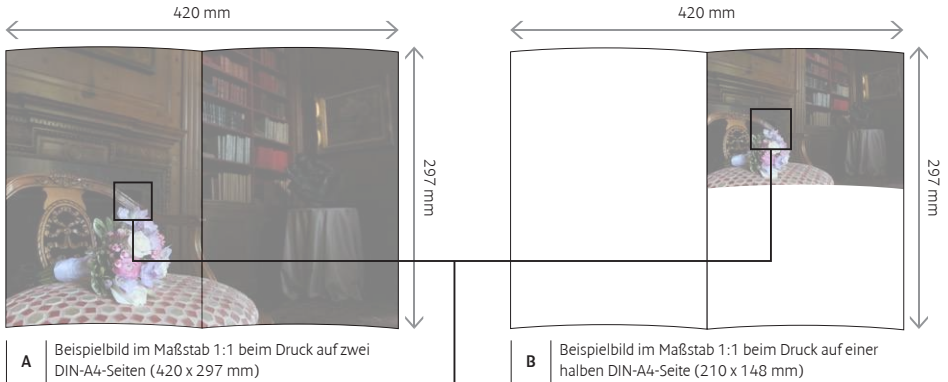 420 mm
420 mm
297 mm
297 mm
A
Beispielbild im Maßstab 1:1 beim Druck auf zwei
DIN-A4-Seiten (420 x 297 mm)
B
Beispielbild im Maßstab 1:1 beim Druck auf einer
halben DIN-A4-Seite (210 x 148 mm)